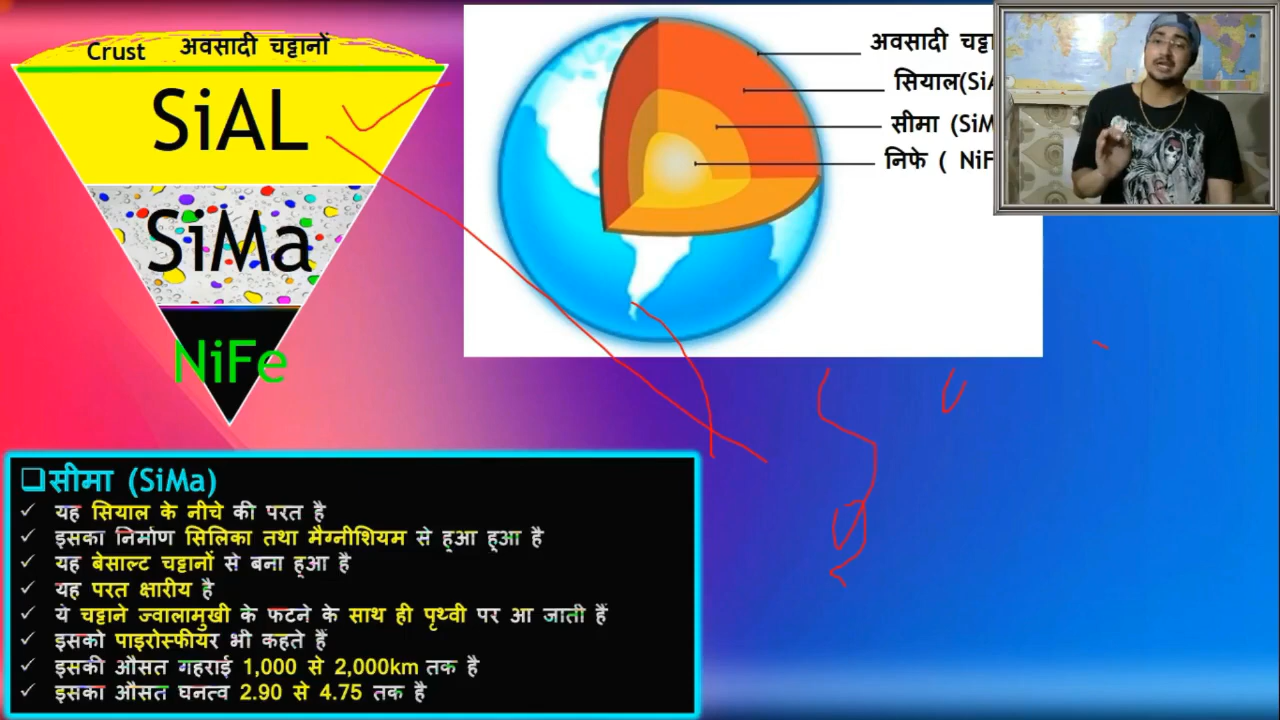 Crust अवसादी चट्टानों
SiAL
SiMa
NiFe
अवसादी चट्टा
सियाल(SiA
सीमा (SiM
निफे ( NiF
सीमा (SiMa)
यह सियाल के नीचे की परत है
इसका निर्माण सिलिका तथा मैग्नीशियम से हुआ हुआ है
यह बेसाल्ट चट्टानों से बना हुआ है
यह परत क्षारीय है
ये चट्टाने ज्वालामुखी के फटने के साथ ही पृथ्वी पर आ जाती हैं
इसको पाइरोस्फीयर भी कहते हैं
इसकी औसत गहराई 1,000 से 2,000km तक है
इसका औसत घनत्व 2.90 से 4.75 तक है